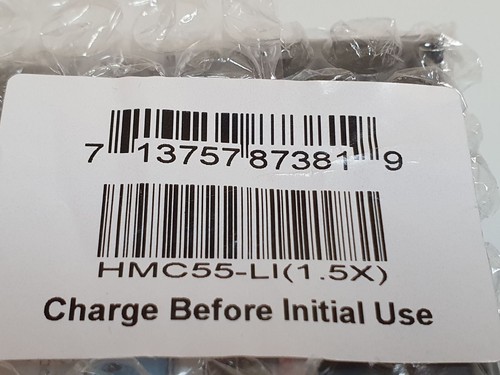 7 13757 87381 9
HMC55-LI(1.5X)
Charge Before Initial Use